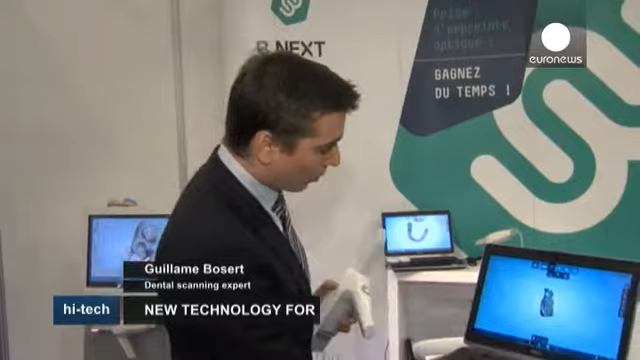 B.NEXT
Prise
d'empreinte
optique :
GAGNEZ
DU TEMPS !
euronews
Guillame Bosert
Dental scanning expert
hi-tech
NEW TECHNOLOGY FOR